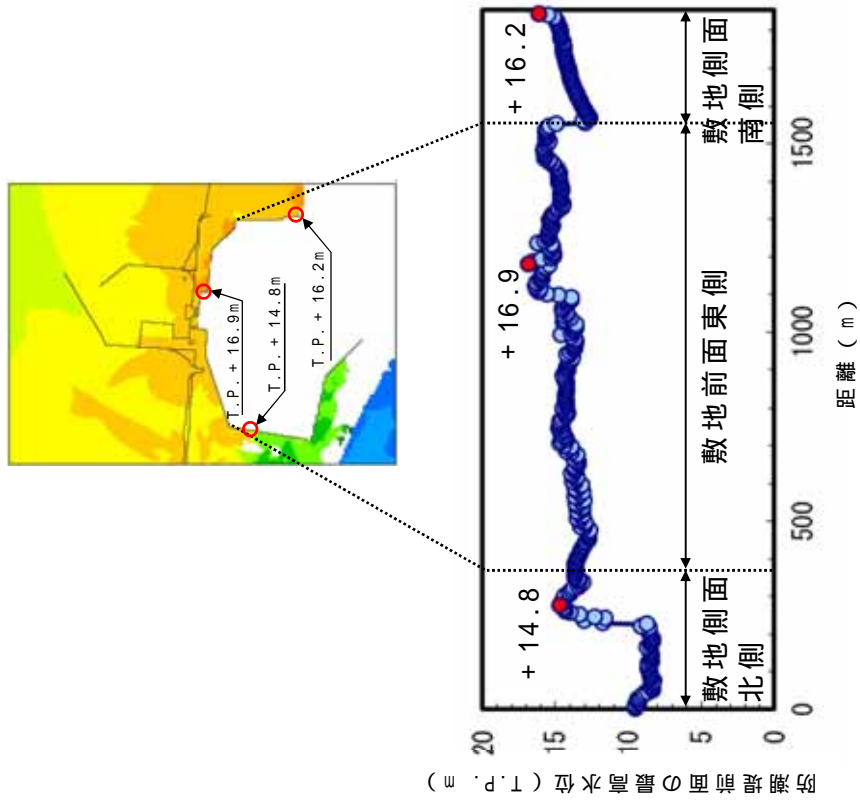 T.P.+16.9m
T.P.+14.8m
T.P.+16.2m
+14.8
+16.9
+16.2
防潮堤前面の最高水位(T.P. m)
20
15
10
5
0
敷地側面
北側
敷地前面東側
敷地側面
南側
0
500
1000
1500
距離(m)